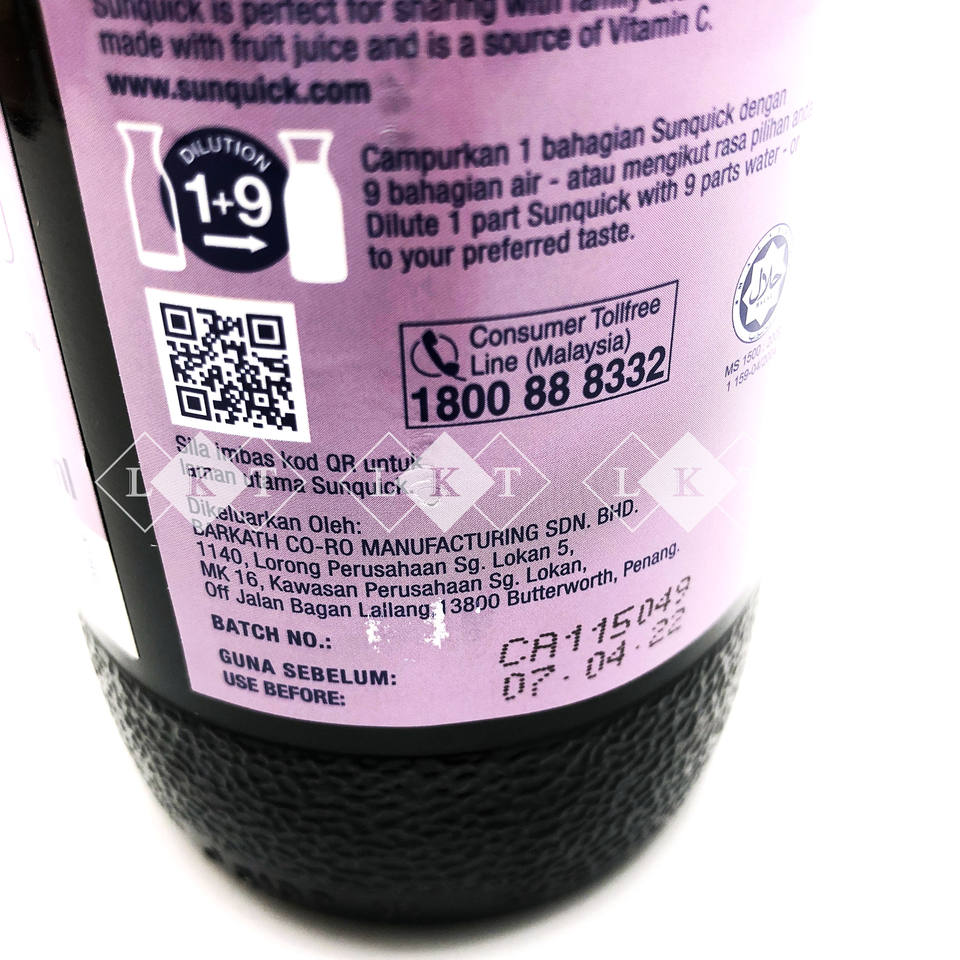 Sunquick is perfect for sharing with family
made with fruit juice and is a source of Vitamin C.
www.sunquick.com
DILUTION
1+9
Campurkan 1 bahagian Sunquick dengan
9 bahagian air - atau mengikut rasa pilihan anda.
Dilute 1 part Sunquick with 9 parts water - or
to your preferred taste.
Consumer Tollfree
Line (Malaysia)
1800 88 8332
حلال
MS 1500
Sila imbas kod QR untuk
laman utama Sunquick.
L K T L K T L K
Dikeluarkan Oleh:
BARKATH CO-RO MANUFACTURING SDN. BHD.
1140, Lorong Perusahaan Sg. Lokan 5,
MK 16, Kawasan Perusahaan Sg. Lokan,
Off Jalan Bagan Lallang, 13800 Butterworth, Penang.
BATCH NO.: CA115049
GUNA SEBELUM: 07.04.22
USE BEFORE: